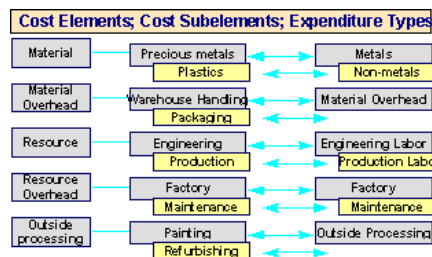 Cost Elements; Cost Subelements; Expenditure Types
Material
Precious metals
Metals
Plastics
Non-metals
Material
Overhead
Warehouse Handling
Material Overhead
Packaging
Resource
Engineering
Engineering Labor
Production
Production Labo
Resource
Overhead
Factory
Factory
Maintenance
Maintenance
Outside
processing
Painting
Outside Processing
Refurbishing